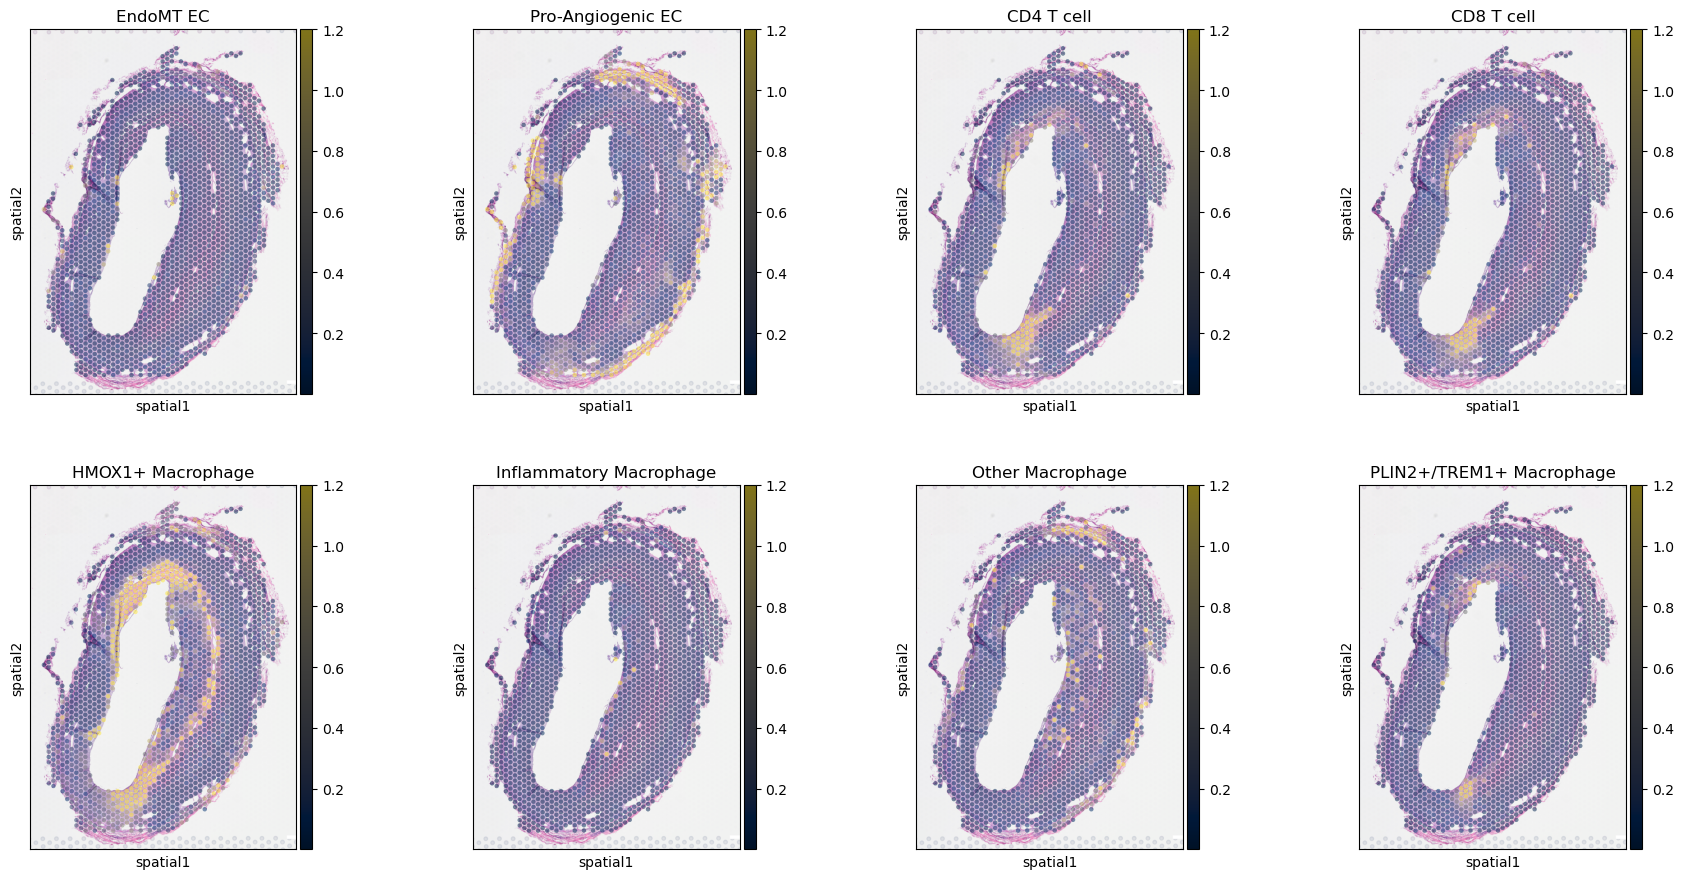 EndoMT EC
Pro-Angiogenic EC
CD4 T cell
CD8 T cell
1.2
1.0
0.8
0.6
0.4
0.2
spatial2
spatial1
1.2
1.0
0.8
0.6
0.4
0.2
spatial2
spatial1
1.2
1.0
0.8
0.6
0.4
0.2
spatial2
spatial1
1.2
1.0
0.8
0.6
0.4
0.2
spatial2
spatial1
HMOX1+ Macrophage
Inflammatory Macrophage
Other Macrophage
PLIN2+/TREM1+ Macrophage
1.2
1.0
0.8
0.6
0.4
0.2
spatial2
spatial1
1.2
1.0
0.8
0.6
0.4
0.2
spatial2
spatial1
1.2
1.0
0.8
0.6
0.4
0.2
spatial2
spatial1
1.2
1.0
0.8
0.6
0.4
0.2
spatial2
spatial1